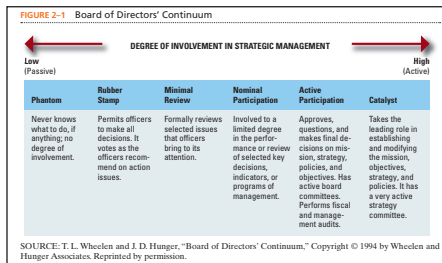 FIGURE 2–1 Board of Directors' Continuum
DEGREE OF INVOLVEMENT IN STRATEGIC MANAGEMENT
Low
(Passive)
High
(Active)
Phantom
Never knows
what to do, if
anything; no
degree of
involvement.
Rubber
Stamp
Permits officers
to make all
decisions. It
votes as the
officers recom-
mend on action
issues.
Minimal
Review
Formally reviews
selected issues
that officers
bring to its
attention.
Nominal
Participation
Involved to a
limited degree
in the perfor-
mance or review
of selected key
decisions,
indicators, or
programs of
management.
Active
Participation
Approves,
questions, and
makes final de-
cisions on mis-
sion, strategy,
policies, and
objectives. Has
active board
committees.
Performs fiscal
and manage-
ment audits.
Catalyst
Takes the
leading role in
establishing
and modifying
the mission,
objectives,
strategy, and
policies. It has
a very active
strategy
committee.
SOURCE: T. L. Wheelen and J. D. Hunger, "Board of Directors' Continuum," Copyright © 1994 by Wheelen and
Hunger Associates. Reprinted by permission.